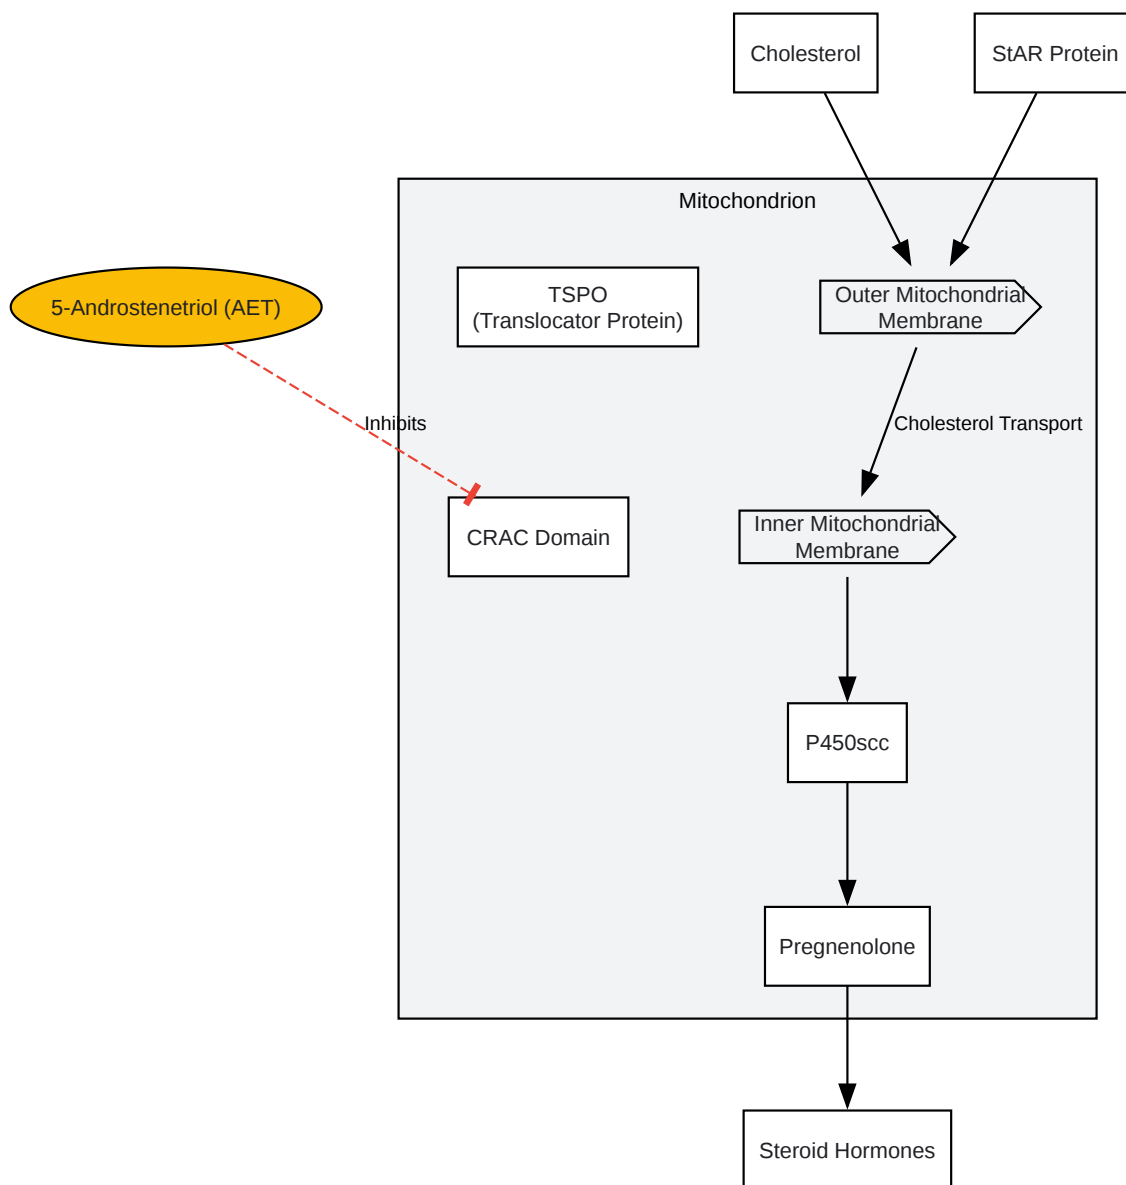 Cholesterol
StAR Protein
Mitochondrion
5-Androstenetriol (AET)
TSPO
(Translocator Protein)
Outer Mitochondrial
Membrane
Inhibits
Cholesterol Transport
CRAC Domain
Inner Mitochondrial
Membrane
P450scc
Pregnenolone
Steroid Hormones